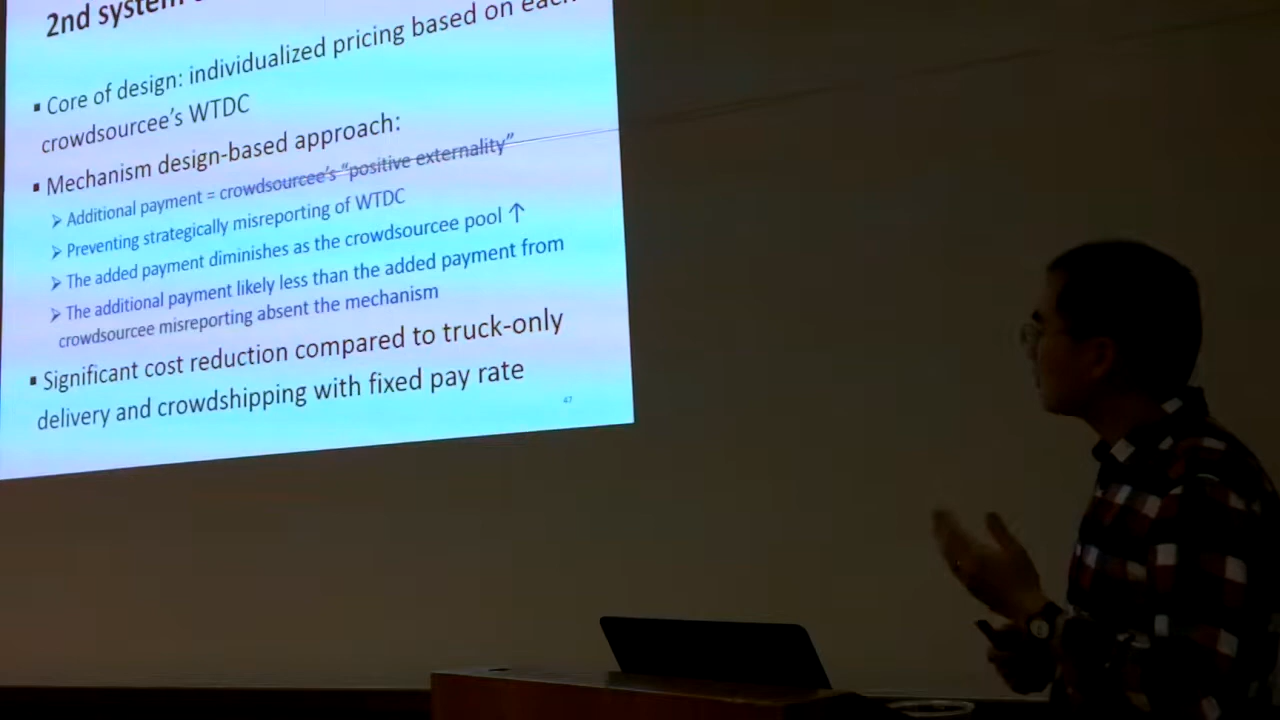 2nd system
▪ Core of design: individualized pricing based on each
crowdsourcee's WTDC
▪ Mechanism design-based approach:
➢ Additional payment = crowdsourcee's "positive externality"
➢ Preventing strategically misreporting of WTDC
➢ The added payment diminishes as the crowdsourcee pool ↑
➢ The additional payment likely less than the added payment from
crowdsourcee misreporting absent the mechanism
▪ Significant cost reduction compared to truck-only
delivery and crowdshipping with fixed pay rate
47